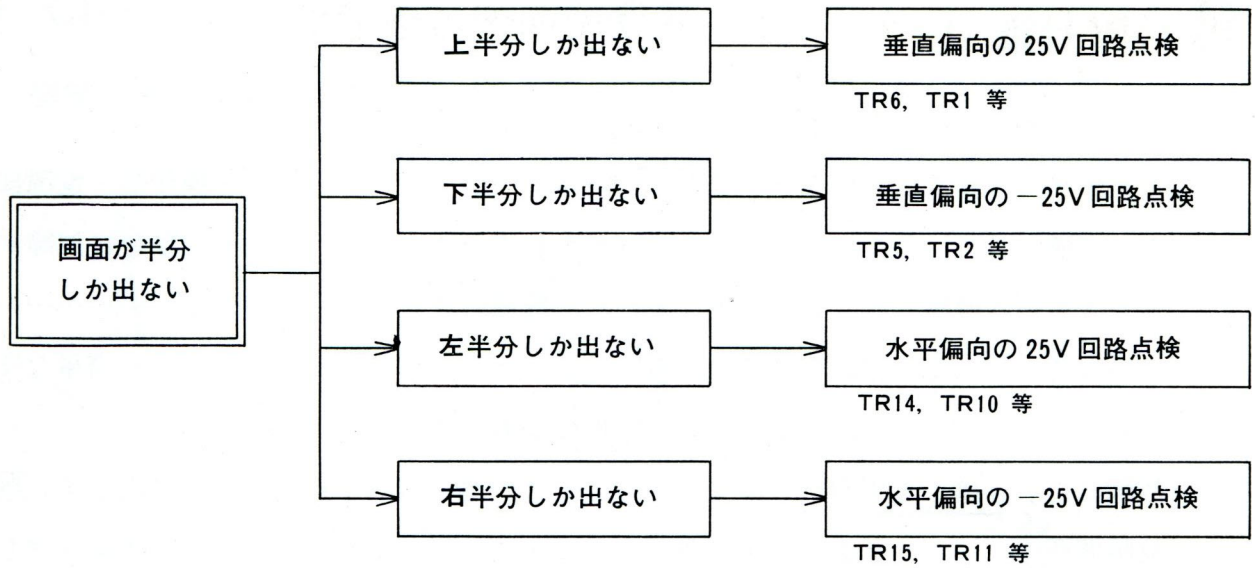 画面が半分
しか出ない
上半分しか出ない
垂直偏向の 25V 回路点検
TR6, TR1 等
下半分しか出ない
垂直偏向の －25V 回路点検
TR5, TR2 等
左半分しか出ない
水平偏向の 25V 回路点検
TR14, TR10 等
右半分しか出ない
水平偏向の －25V 回路点検
TR15, TR11 等